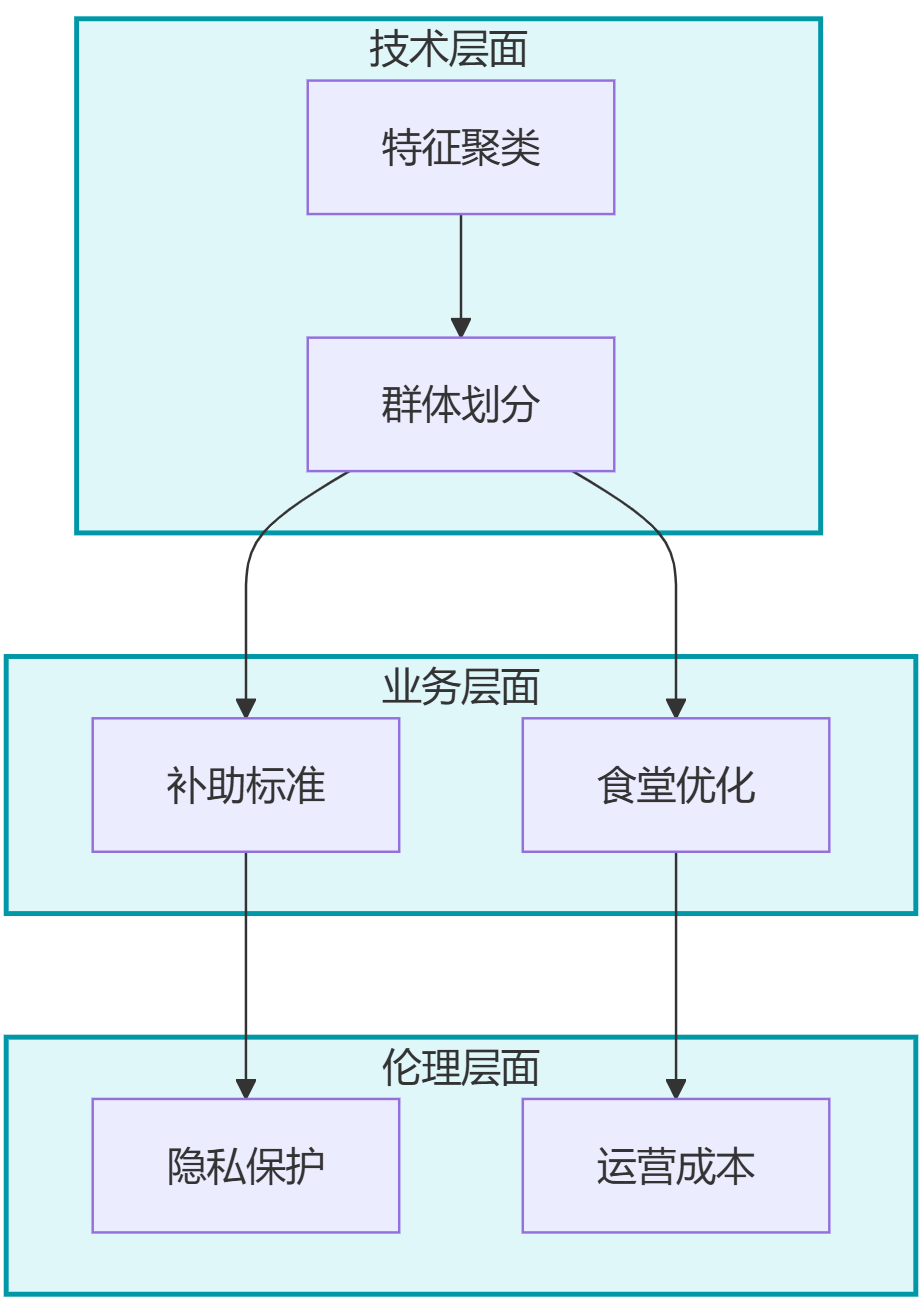 技术层面
特征聚类
群体划分
业务层面
补助标准
食堂优化
伦理层面
隐私保护
运营成本